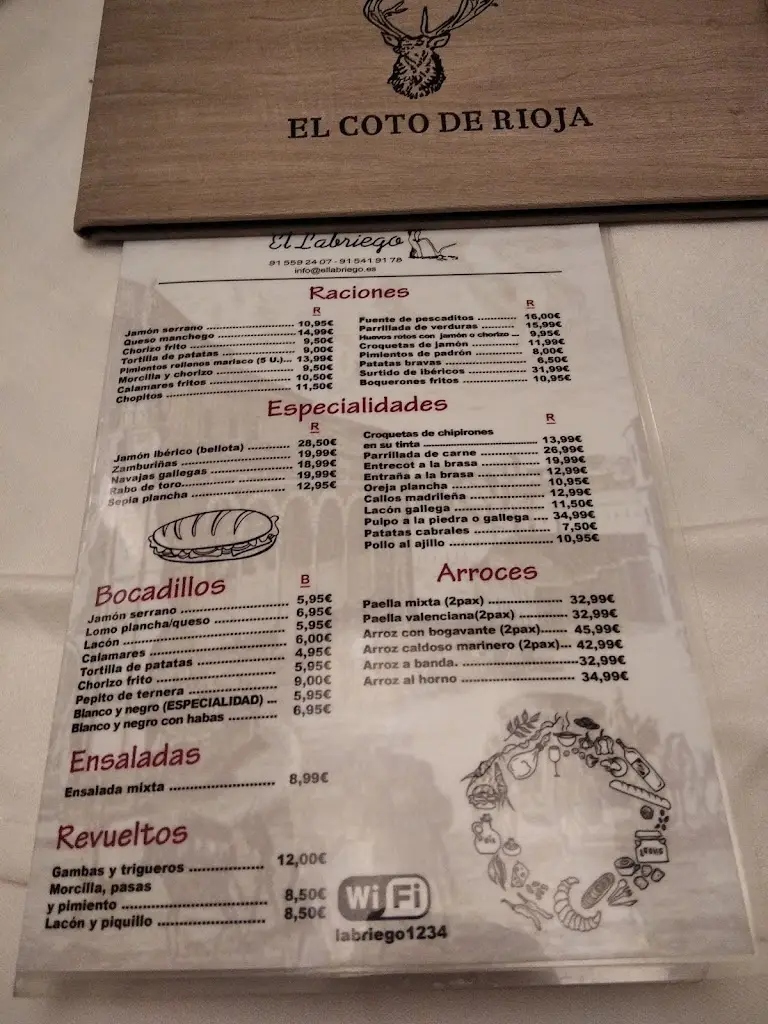 EL COTO DE RIOJA
El Labriego
91 559 24 07 - 91 541 91 78
info@ellabriego.es
Raciones
R
Jamón serrano 10,95€
Queso manchego 14,99€
Chorizo frito 9,50€
Tortilla de patatas 9,00€
Pimientos rellenos marisco (5 U.)... 13,99€
Morcilla y chorizo 9,50€
Calamares fritos 10,50€
Chopitos 11,50€
R
Fuente de pescaditos 16,00€
Parrillada de verduras 15,99€
Huevos rotos con jamón o chorizo ... 9,95€
Croquetas de jamón 11,99€
Pimientos de padrón 8,00€
Patatas bravas 6,50€
Surtido de ibéricos 31,99€
Boquerones fritos 10,95€
Especialidades
R
Jamón Ibérico (bellota) 28,50€
Zamburiñas 19,99€
Navajas gallegas 18,99€
Rabo de toro 19,99€
Sepia plancha 12,95€
R
Croquetas de chipirones
en su tinta 13,99€
Parrillada de carne 26,99€
Entrecot a la brasa 19,99€
Entraña a la brasa 12,99€
Oreja plancha 10,95€
Callos madrileña 12,99€
Lacón gallega 11,50€
Pulpo a la piedra o gallega .... 34,99€
Patatas cabrales 7,50€
Pollo al ajillo 10,95€
Bocadillos
B
Jamón serrano 5,95€
Lomo plancha/queso 6,95€
Lacón 5,95€
Calamares 6,00€
Tortilla de patatas 4,95€
Chorizo frito 5,95€
Pepito de ternera 9,00€
Blanco y negro (ESPECIALIDAD) ... 5,95€
Blanco y negro con habas 6,95€
Arroces
Paella mixta (2pax) 32,99€
Paella valenciana(2pax) 32,99€
Arroz con bogavante (2pax) 45,99€
Arroz caldoso marinero (2pax)... 42,99€
Arroz a banda. 32,99€
Arroz al horno 34,99€
Ensaladas
Ensalada mixta 8,99€
Revueltos
Gambas y trigueros 12,00€
Morcilla, pasas
y pimiento 8,50€
Lacón y piquillo 8,50€
WiFi
labriego1234